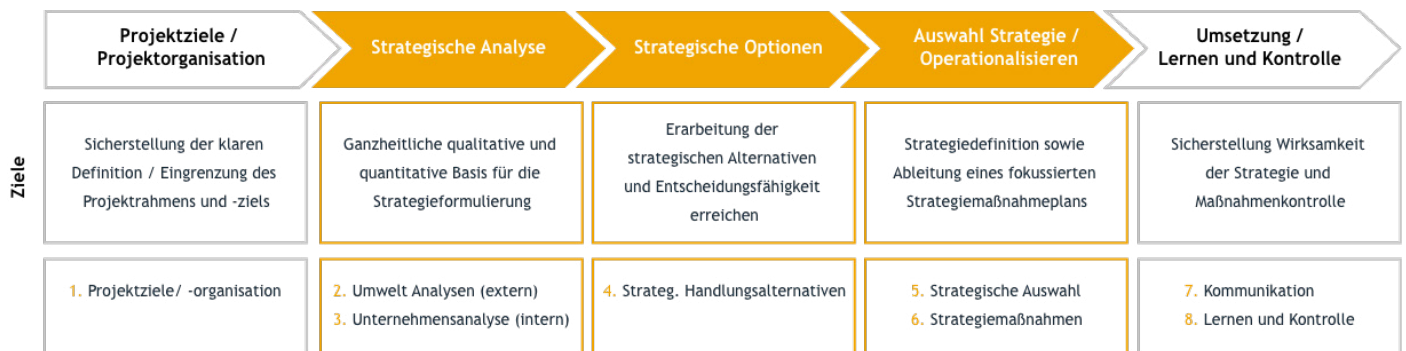 Projektziele /
Projektorganisation
Strategische Analyse
Strategische Optionen
Auswahl Strategie /
Operationalisieren
Umsetzung /
Lernen und Kontrolle
Ziele
Sicherstellung der klaren
Definition / Eingrenzung des
Projektrahmens und -ziels
Ganzheitliche qualitative und
quantitative Basis für die
Strategieformulierung
Erarbeitung der
strategischen Alternativen
und Entscheidungsfähigkeit
erreichen
Strategiedefinition sowie
Ableitung eines fokussierten
Strategiemaßnahmeplans
Sicherstellung Wirksamkeit
der Strategie und
Maßnahmenkontrolle
1. Projektziele/ -organisation
2. Umwelt Analysen (extern)
3. Unternehmensanalyse (intern)
4. Strateg. Handlungsalternativen
5. Strategische Auswahl
6. Strategiemaßnahmen
7. Kommunikation
8. Lernen und Kontrolle